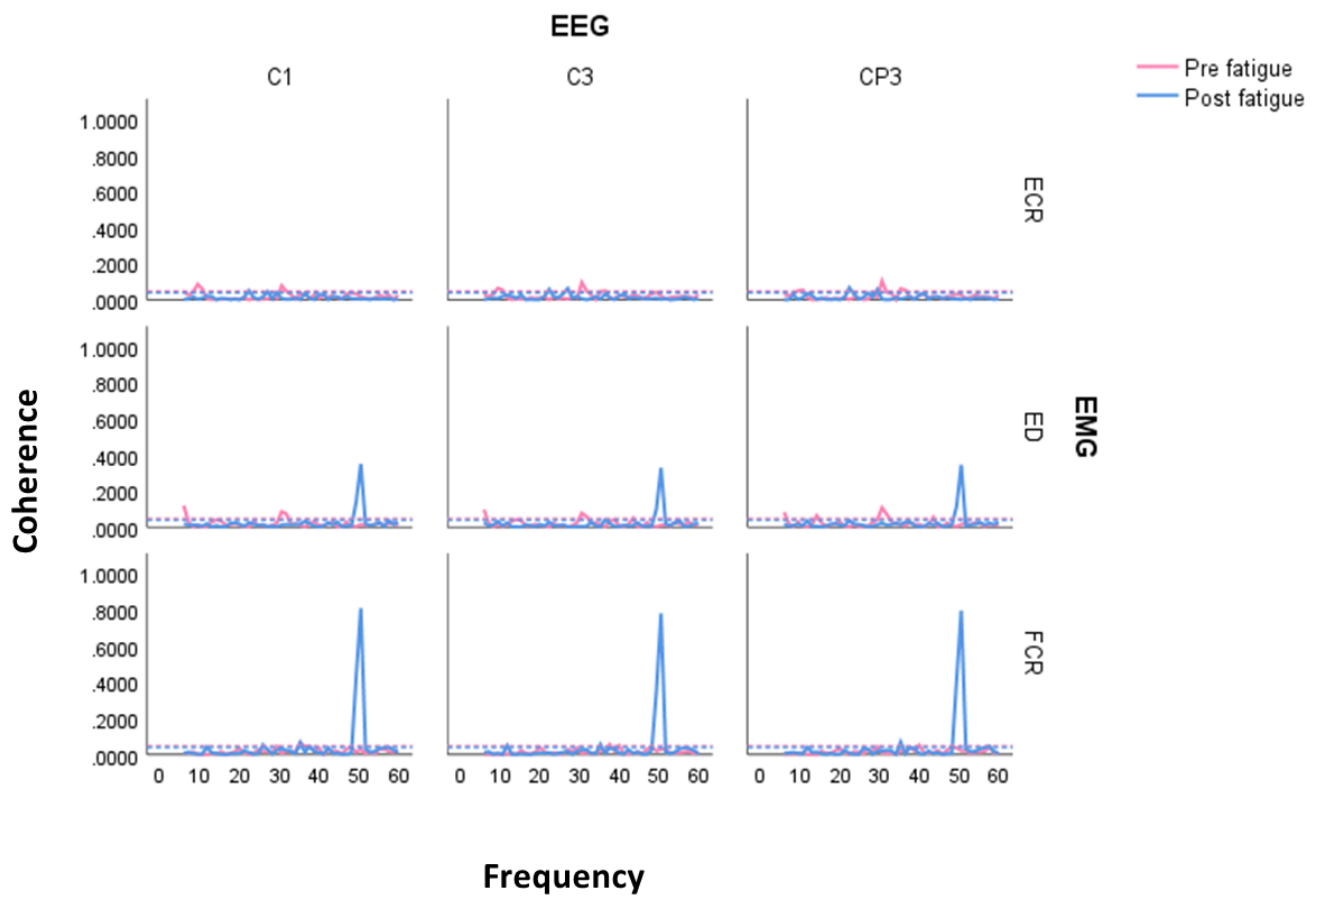 EEG
C1 C3 CP3
Pre fatigue
Post fatigue
1.0000
.8000
.6000
.4000
.2000
.0000
ECR
1.0000
.8000
.6000
.4000
.2000
.0000
ED
EMG
Coherence
1.0000
.8000
.6000
.4000
.2000
.0000
FCR
0 10 20 30 40 50 60 0 10 20 30 40 50 60 0 10 20 30 40 50 60
Frequency